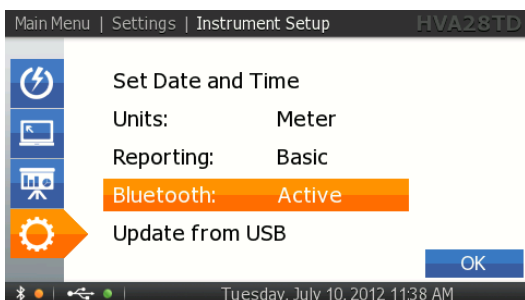 Main Menu | Settings | Instrument Setup HVA28TD
Set Date and Time
Units: Meter
Reporting: Basic
Bluetooth: Active
Update from USB
OK
Tuesday, July 10, 2012 11:38 AM